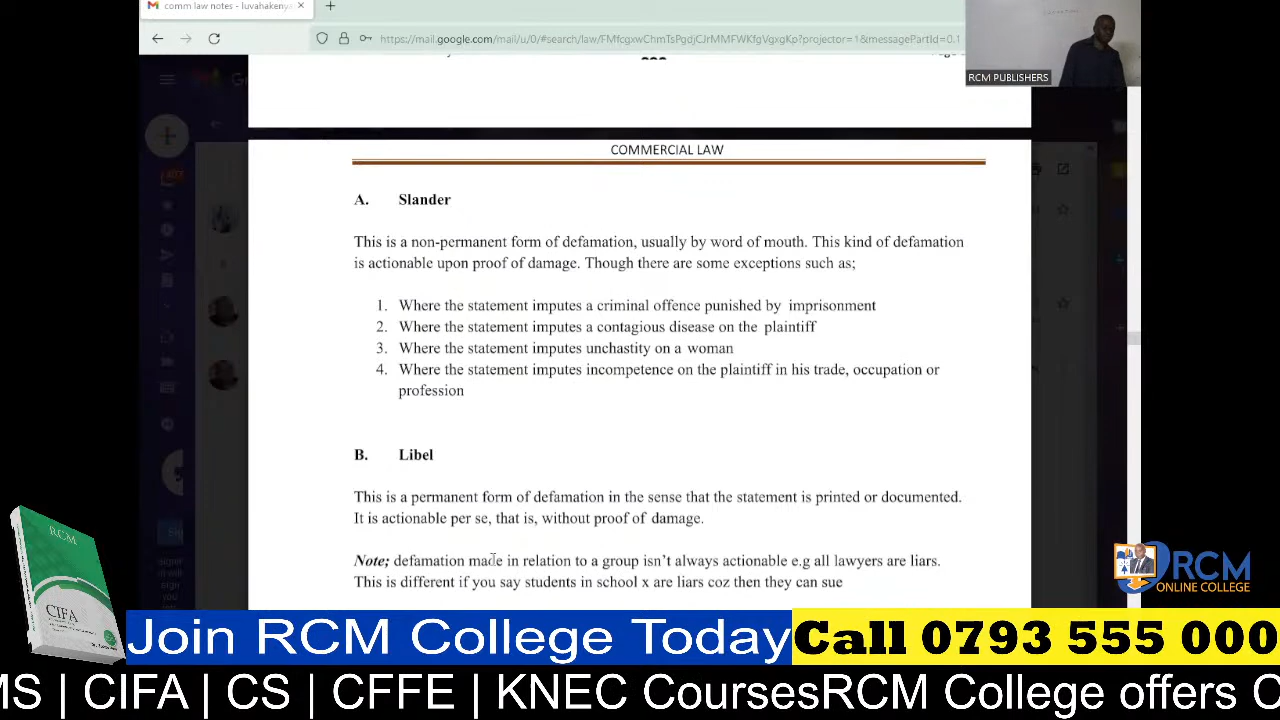 comm law notes - luvahakenya
https://mail.google.com/mail/u/0/#search/law/FMfcgxwChmTsPgdjCJrMMFWKfgVgxgKp?projector=1&messagePartId=0.1
RCM PUBLISHERS
COMMERCIAL LAW
A. Slander
This is a non-permanent form of defamation, usually by word of mouth. This kind of defamation
is actionable upon proof of damage. Though there are some exceptions such as;
1. Where the statement imputes a criminal offence punished by imprisonment
2. Where the statement imputes a contagious disease on the plaintiff
3. Where the statement imputes unchastity on a woman
4. Where the statement imputes incompetence on the plaintiff in his trade, occupation or
profession
B. Libel
This is a permanent form of defamation in the sense that the statement is printed or documented.
It is actionable per se, that is, without proof of damage.
Note; defamation made in relation to a group isn't always actionable e.g all lawyers are liars.
This is different if you say students in school x are liars coz then they can sue
RCM
CIFA
RCM
ONLINE COLLEGE
Join RCM College Today
Call 0793 555 000
MS | CIFA | CS | CFFE | KNEC CoursesRCM College offers C